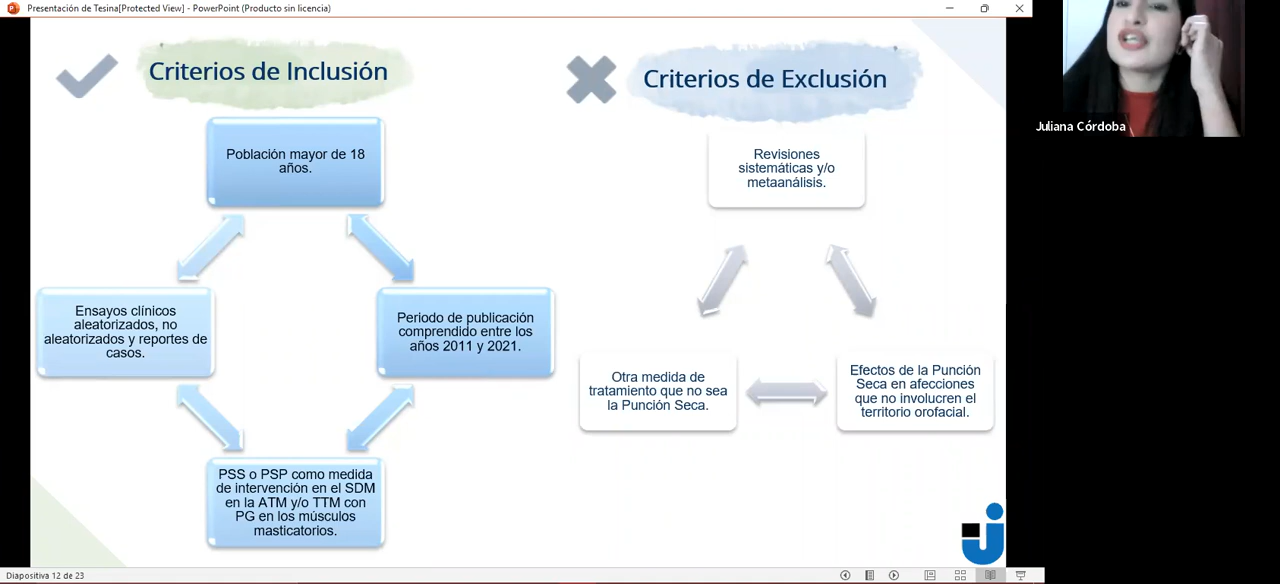 Presentación de Tesina[Protected View] - PowerPoint (Producto sin licencia)
Criterios de Inclusión
Población mayor de 18
años.
Ensayos clínicos
aleatorizados, no
aleatorizados y reportes de
casos.
Periodo de publicación
comprendido entre los
años 2011 y 2021.
PSS o PSP como medida
de intervención en el SDM
en la ATM y/o TTM con
PG en los músculos
masticatorios.
Criterios de Exclusión
Revisiones
sistemáticas y/o
metaanálisis.
Otra medida de
tratamiento que no sea
la Punción Seca.
Efectos de la Punción
Seca en afecciones
que no involucren el
territorio orofacial.
Juliana Córdoba
Diapositiva 12 de 23